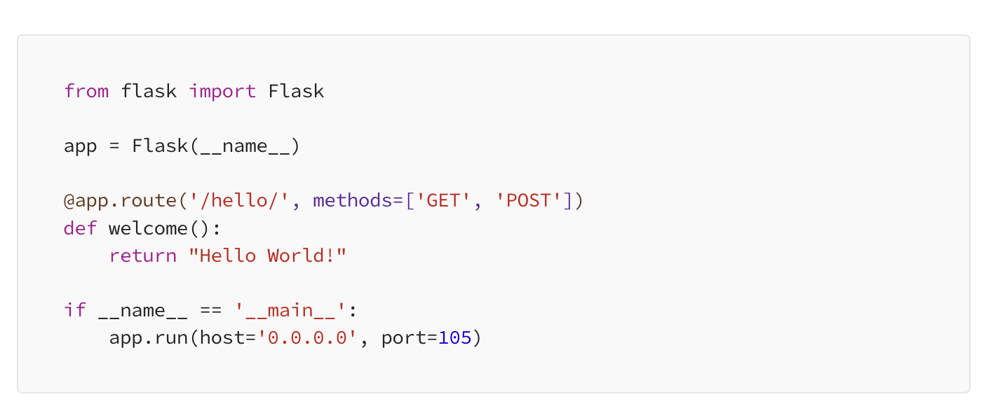 from flask import Flask
app = Flask(__name__)
@app.route('/hello/', methods=['GET', 'POST'])
def welcome():
    return "Hello World!"
if __name__ == '__main__':
    app.run(host='0.0.0.0', port=105)